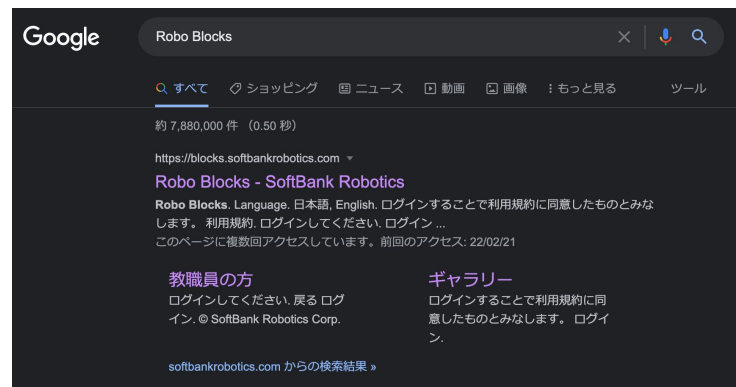 Google
Robo Blocks
すべて ショッピング ニュース 動画 画像 もっと見る ツール
約 7,880,000 件 （0.50 秒）
https://blocks.softbankrobotics.com
Robo Blocks - SoftBank Robotics
Robo Blocks. Language. 日本語, English. ログインすることで利用規約に同意したものとみな
します。 利用規約. ログインしてください. ログイン ...
このページに複数回アクセスしています。前回のアクセス: 22/02/21
教職員の方
ログインしてください. 戻る ログ
イン. © SoftBank Robotics Corp.
ギャラリー
ログインすることで利用規約に同
意したものとみなします。 ログイ
ン.
softbankrobotics.com からの検索結果 »